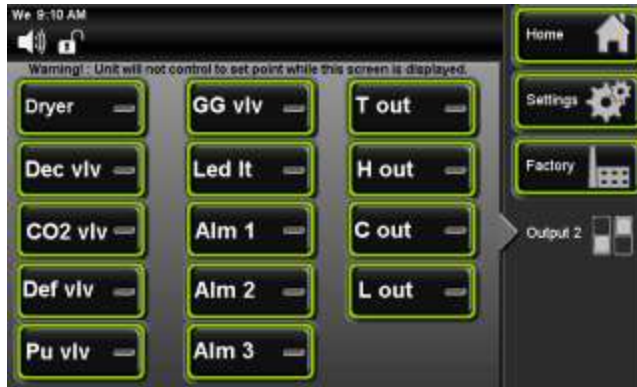 We 9:10 AM
Warning! : Unit will not control to set point while this screen is displayed.
Dryer
GG vlv
T out
Dec vlv
Led lt
H out
CO2 vlv
Alm 1
C out
Def vlv
Alm 2
L out
Pu vlv
Alm 3
Home
Settings
Factory
Output 2